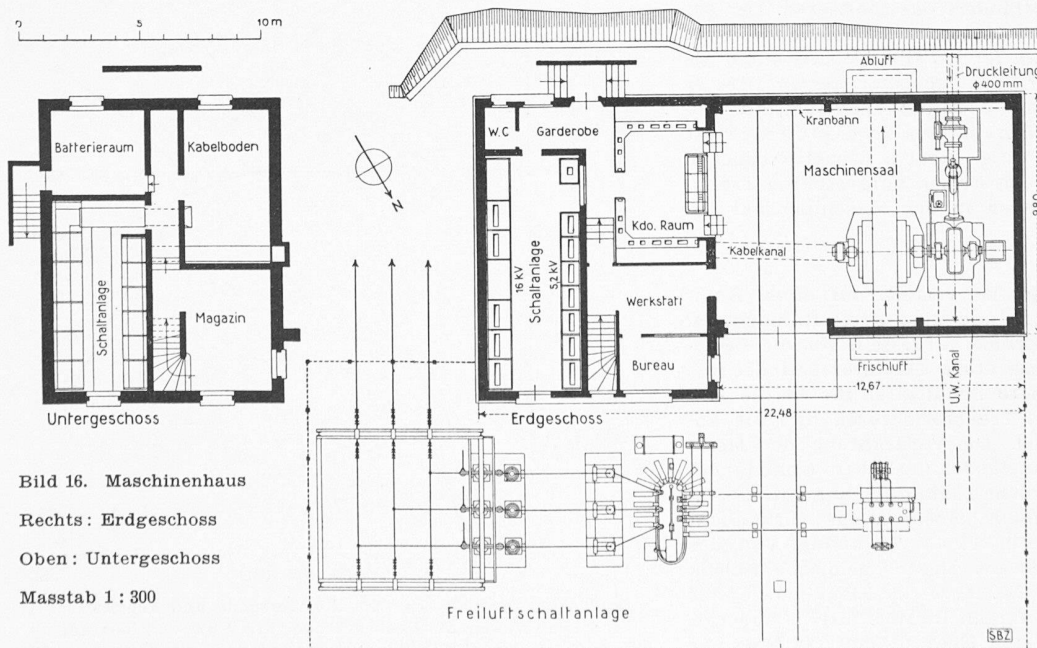 0 5 10 m
Batterieraum
Kabelboden
Schaltanlage
Magazin
Untergeschoss
N
Abluft
Druckleitung
φ 400 mm
Kranbahn
W.C
Garderobe
Maschinensaal
Kdo. Raum
Schaltanlage
16 kV
5,2 kV
Kabelkanal
Werkstatt
Bureau
Frischluft
U.W. Kanal
12,67
22,48
9,80
Erdgeschoss
Bild 16. Maschinenhaus
Rechts: Erdgeschoss
Oben: Untergeschoss
Masstab 1:300
Freiluftschaltanlage
SBZ